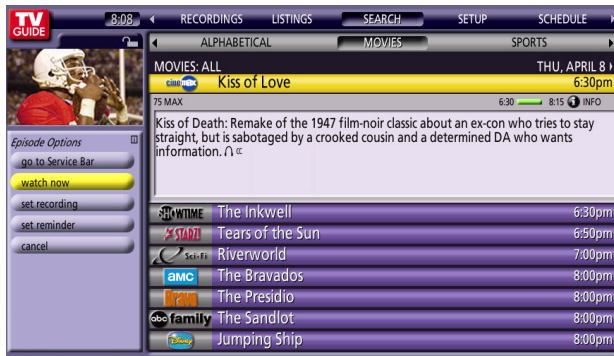 TV
GUIDE
8:08
RECORDINGS LISTINGS SEARCH SETUP SCHEDULE
ALPHABETICAL MOVIES SPORTS
MOVIES: ALL THU, APRIL 8
cinemax Kiss of Love 6:30pm
75 MAX 6:30 8:15 i INFO
Kiss of Death: Remake of the 1947 film-noir classic about an ex-con who tries to stay
straight, but is sabotaged by a crooked cousin and a determined DA who wants
information. CC
Episode Options
go to Service Bar
watch now
set recording
set reminder
cancel
SHOWTIME The Inkwell 6:30pm
STARZ! Tears of the Sun 6:50pm
Sci-Fi Riverworld 7:00pm
AMC The Bravados 8:00pm
Bravo The Presidio 8:00pm
abc family The Sandlot 8:00pm
Disney Jumping Ship 8:00pm